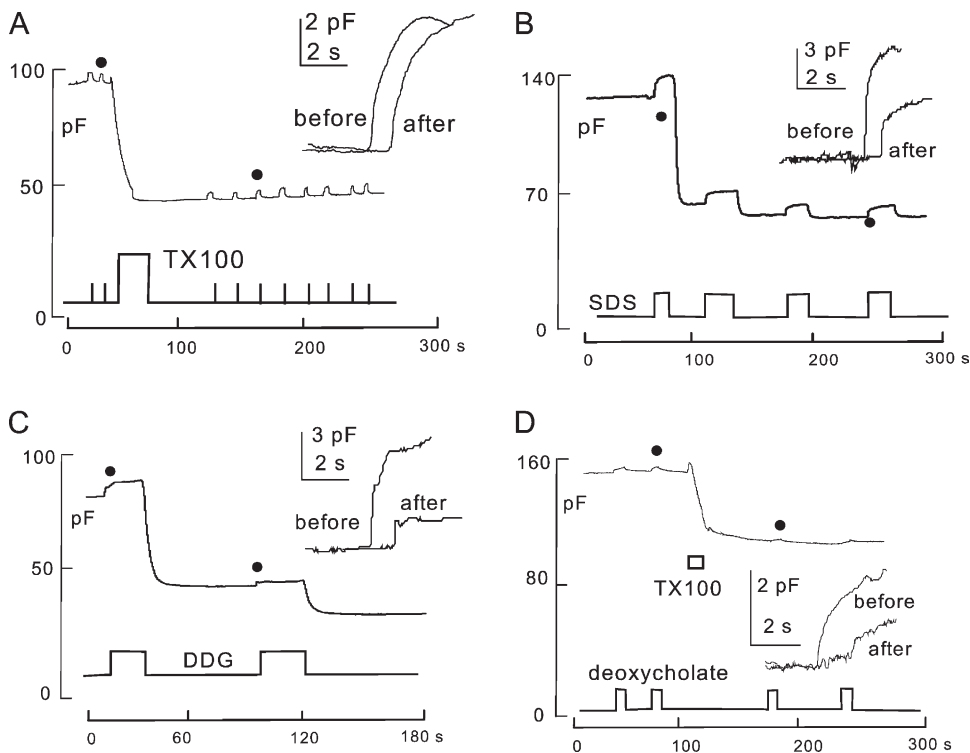 A
2 pF
2 s
100
pF
before
after
50
TX100
0
0 100 200 300 s
B
3 pF
2 s
140
pF
before
after
70
SDS
0
0 100 200 300 s
C
3 pF
2 s
100
pF
before
after
50
DDG
0
0 60 120 180 s
D
160
pF
TX100
80
2 pF
2 s
before
after
deoxycholate
0
0 100 200 300 s